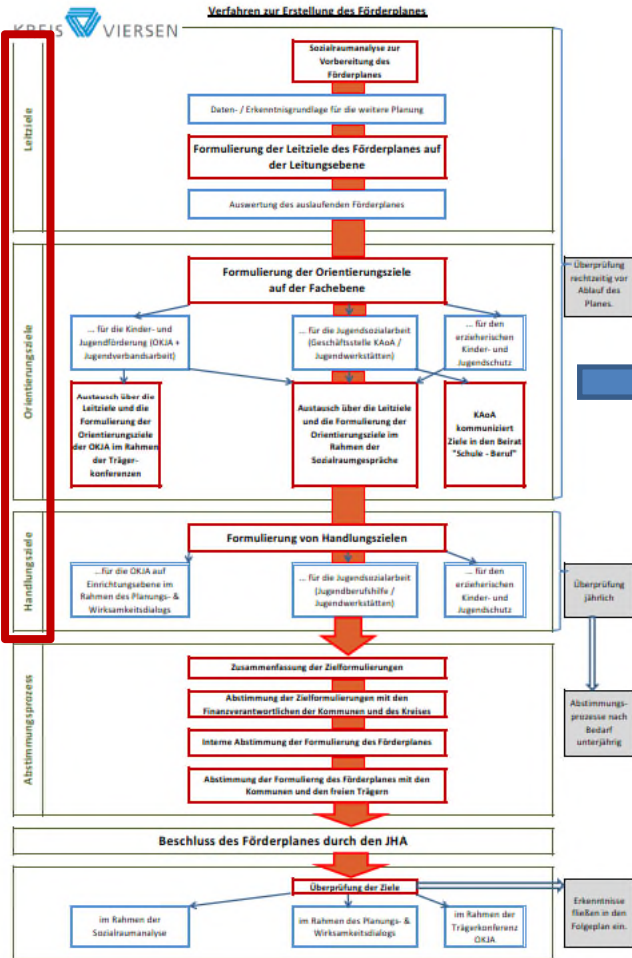 Verfahren zur Erstellung des Förderplanes
KREIS VIERSEN
Leitziele
Sozialraumanalyse zur
Vorbereitung des
Förderplanes
Daten- / Erkenntnisgrundlage für die weitere Planung
Formulierung der Leitziele des Förderplanes auf
der Leitungsebene
Auswertung des auslaufenden Förderplanes
Orientierungsziele
Formulierung der Orientierungsziele
auf der Fachebene
Überprüfung
rechtzeitig vor
Ablauf des
Planes.
... für die Kinder- und
Jugendförderung (OKJA +
Jugendverbandsarbeit)
... für die Jugendsozialarbeit
(Geschäftsstelle KAoA /
Jugendwerkstätten)
... für den
erzieherischen
Kinder- und
Jugendschutz
Austausch über die
Leitziele und die
Formulierung der
Orientierungsziele
der OKJA im Rahmen
der Träger-
konferenzen
Austausch über die Leitziele
und die Formulierung der
Orientierungsziele im
Rahmen der
Sozialraumgespräche
KAoA
kommuniziert
Ziele in den Beirat
"Schule - Beruf"
Handlungsziele
Formulierung von Handlungszielen
...für die OKJA auf
Einrichtungsebene im
Rahmen des Planungs- &
Wirksamkeitsdialogs
... für die Jugendsozialarbeit
(Jugendberufshilfe /
Jugendwerkstätten)
... für den
erzieherischen
Kinder- und
Jugendschutz
Überprüfung
jährlich
Abstimmungsprozess
Zusammenfassung der Zielformulierungen
Abstimmung der Zielformulierungen mit den
Finanzverantwortlichen der Kommunen und des Kreises
Interne Abstimmung der Formulierung des Förderplanes
Abstimmung der Formulierng des Förderplanes mit den
Kommunen und den freien Trägern
Abstimmungs-
prozesse nach
Bedarf
unterjährig
Beschluss des Förderplanes durch den JHA
Überprüfung der Ziele
im Rahmen der
Sozialraumanalyse
im Rahmen des Planungs- &
Wirksamkeitsdialogs
im Rahmen der
Trägerkonferenz
OKJA
Erkenntnisse
fließen in den
Folgeplan ein.